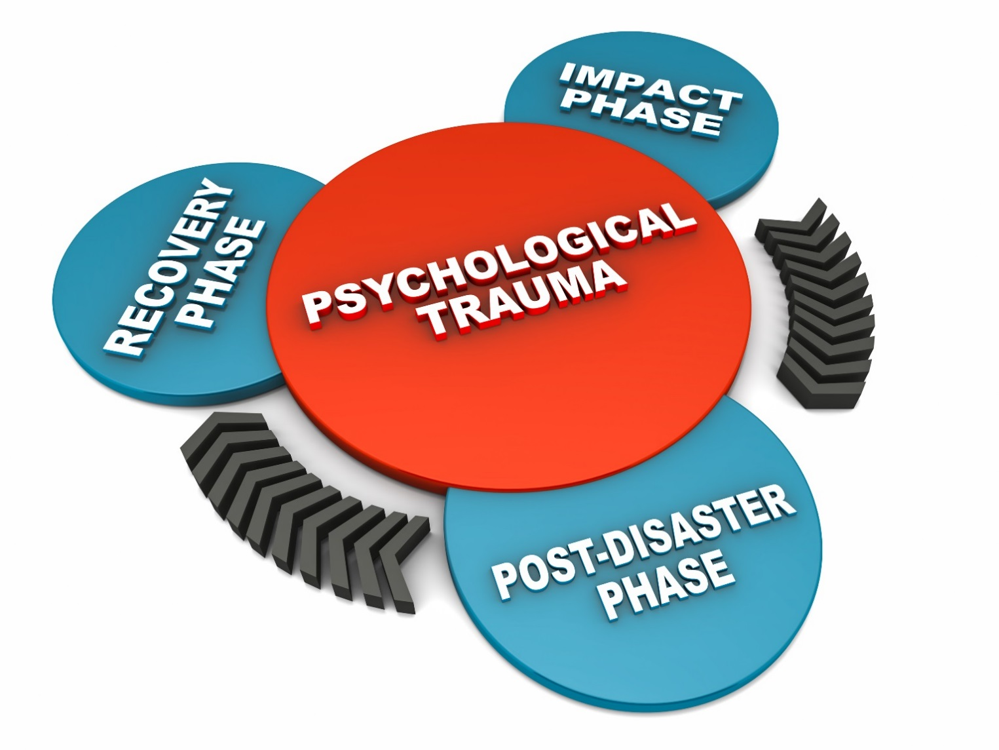 IMPACT
PHASE
PSYCHOLOGICAL
TRAUMA
RECOVERY
PHASE
POST-DISASTER
PHASE